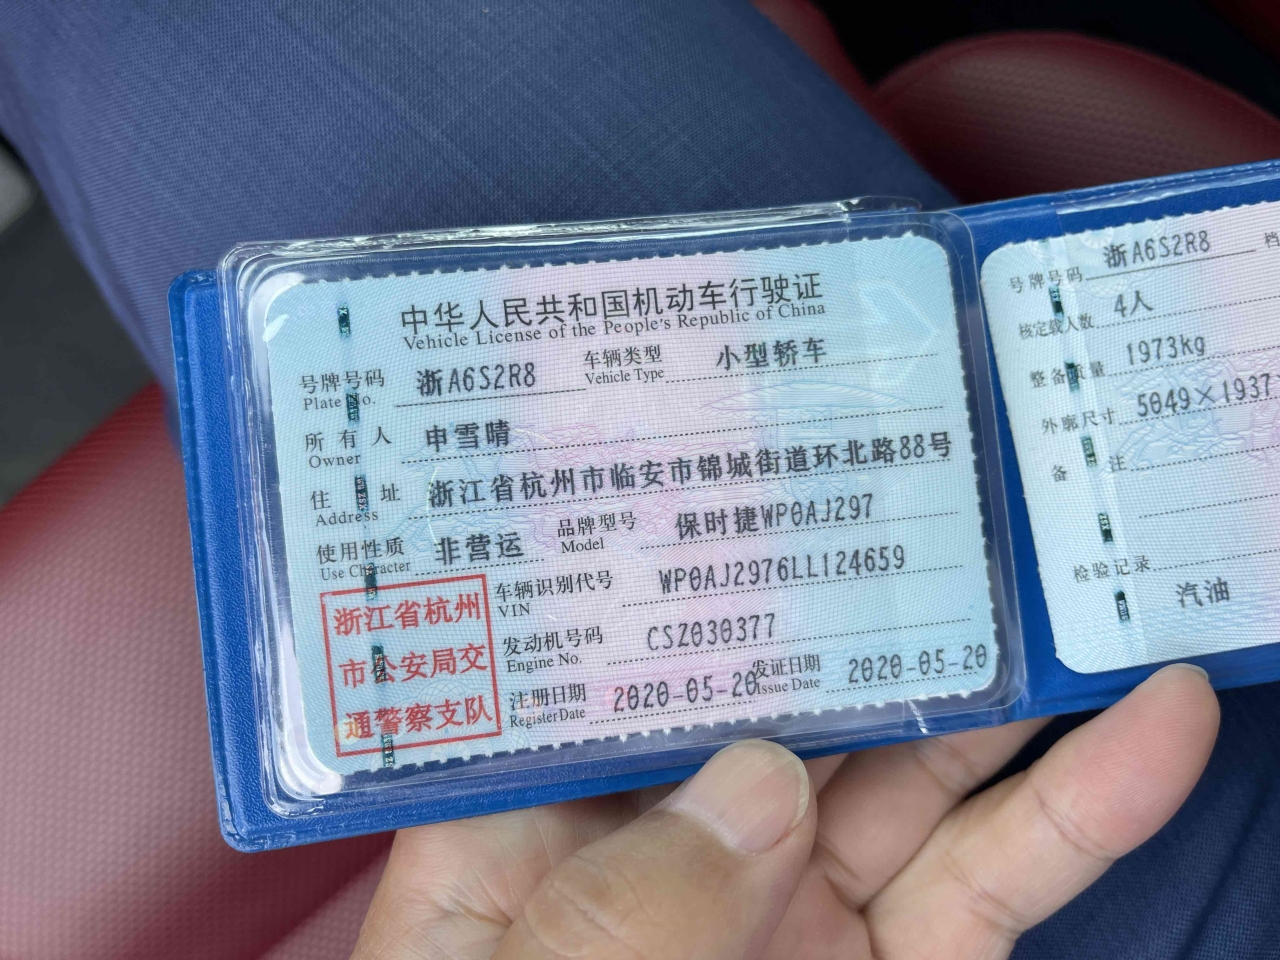 中华人民共和国机动车行驶证
Vehicle License of the People's Republic of China
号牌号码 浙A6S2R8 车辆类型 小型轿车
Plate No. Vehicle Type
所有人 申雪晴
Owner
住址 浙江省杭州市临安市锦城街道环北路88号
Address
使用性质 非营运 品牌型号 保时捷WP0AJ297
Use Character Model
浙江省杭州
市公安局交
通警察支队
车辆识别代号 WP0AJ2976LL124659
VIN
发动机号码 CSZ030377
Engine No.
注册日期 2020-05-20 发证日期 2020-05-20
Register Date Issue Date
号牌号码 浙A6S2R8 档
核定载人数 4人
整备质量 1973kg
外廓尺寸 5049×1937
备注
检验记录
汽油